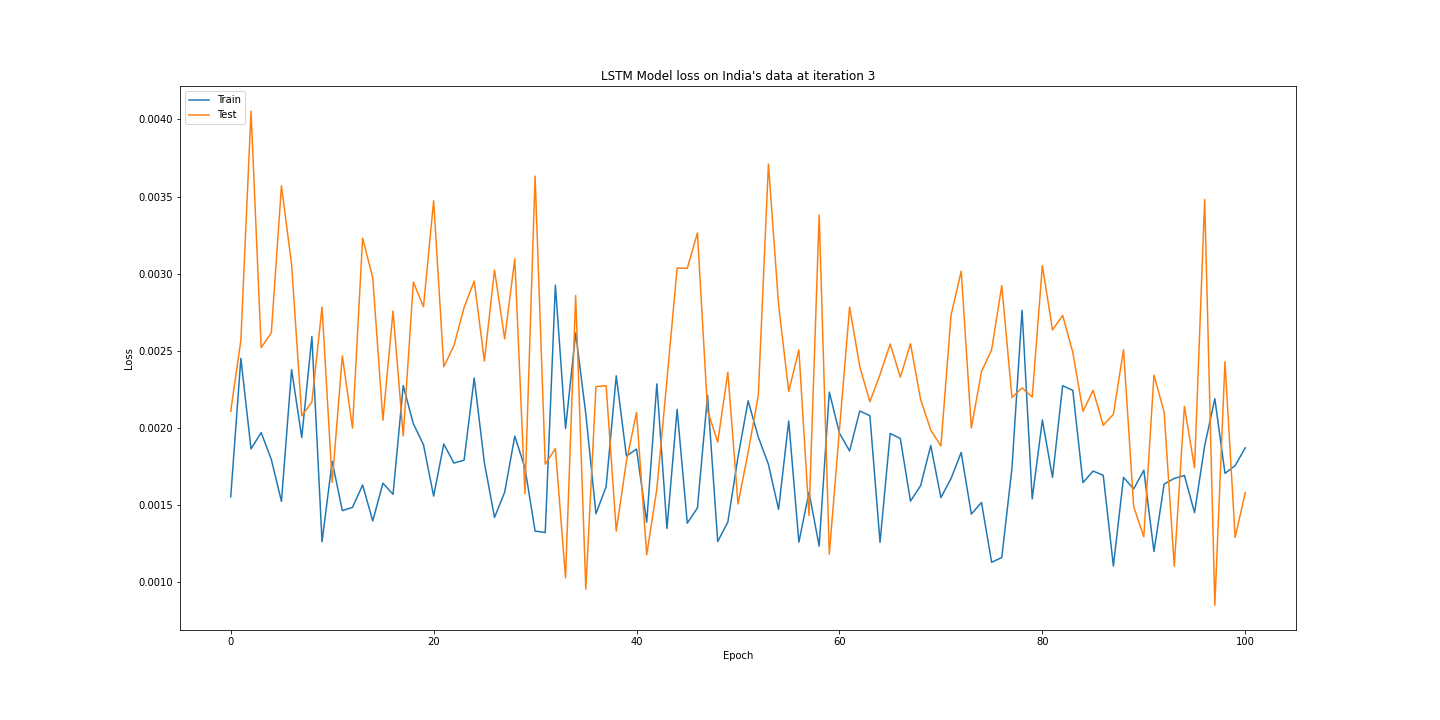 LSTM Model loss on India's data at iteration 3
Train
Test
0.0040
0.0035
0.0030
0.0025
0.0020
0.0015
0.0010
Loss
0 20 40 60 80 100
Epoch